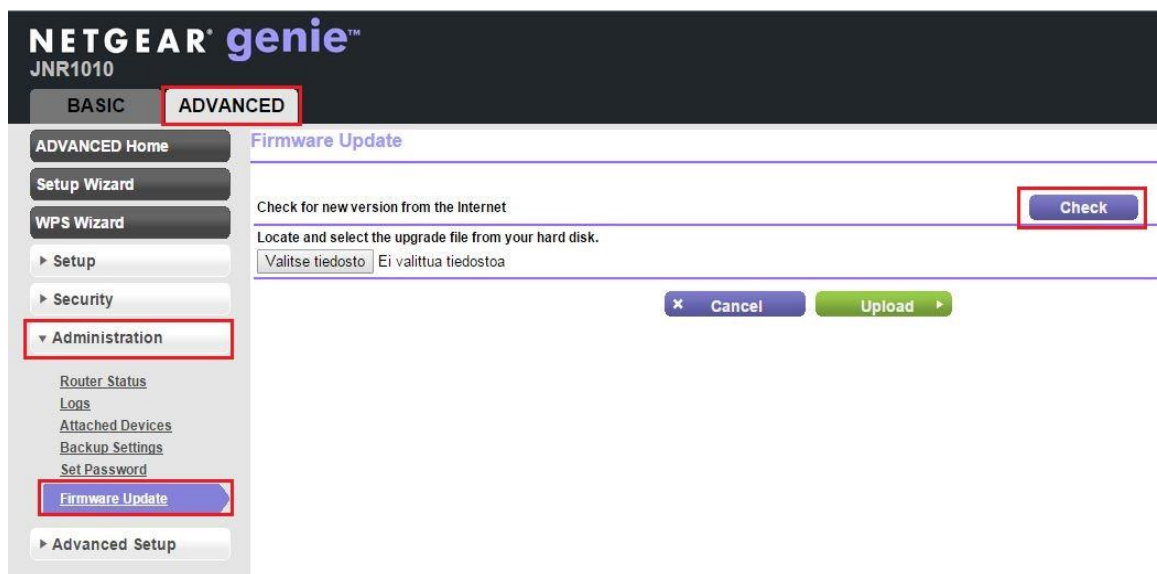 NETGEAR® genie™
JNR1010
BASIC ADVANCED
ADVANCED Home
Setup Wizard
WPS Wizard
Setup
Security
Administration
Router Status
Logs
Attached Devices
Backup Settings
Set Password
Firmware Update
Advanced Setup
Firmware Update
Check for new version from the Internet Check
Locate and select the upgrade file from your hard disk.
Valitse tiedosto Ei valittua tiedostoa
Cancel Upload